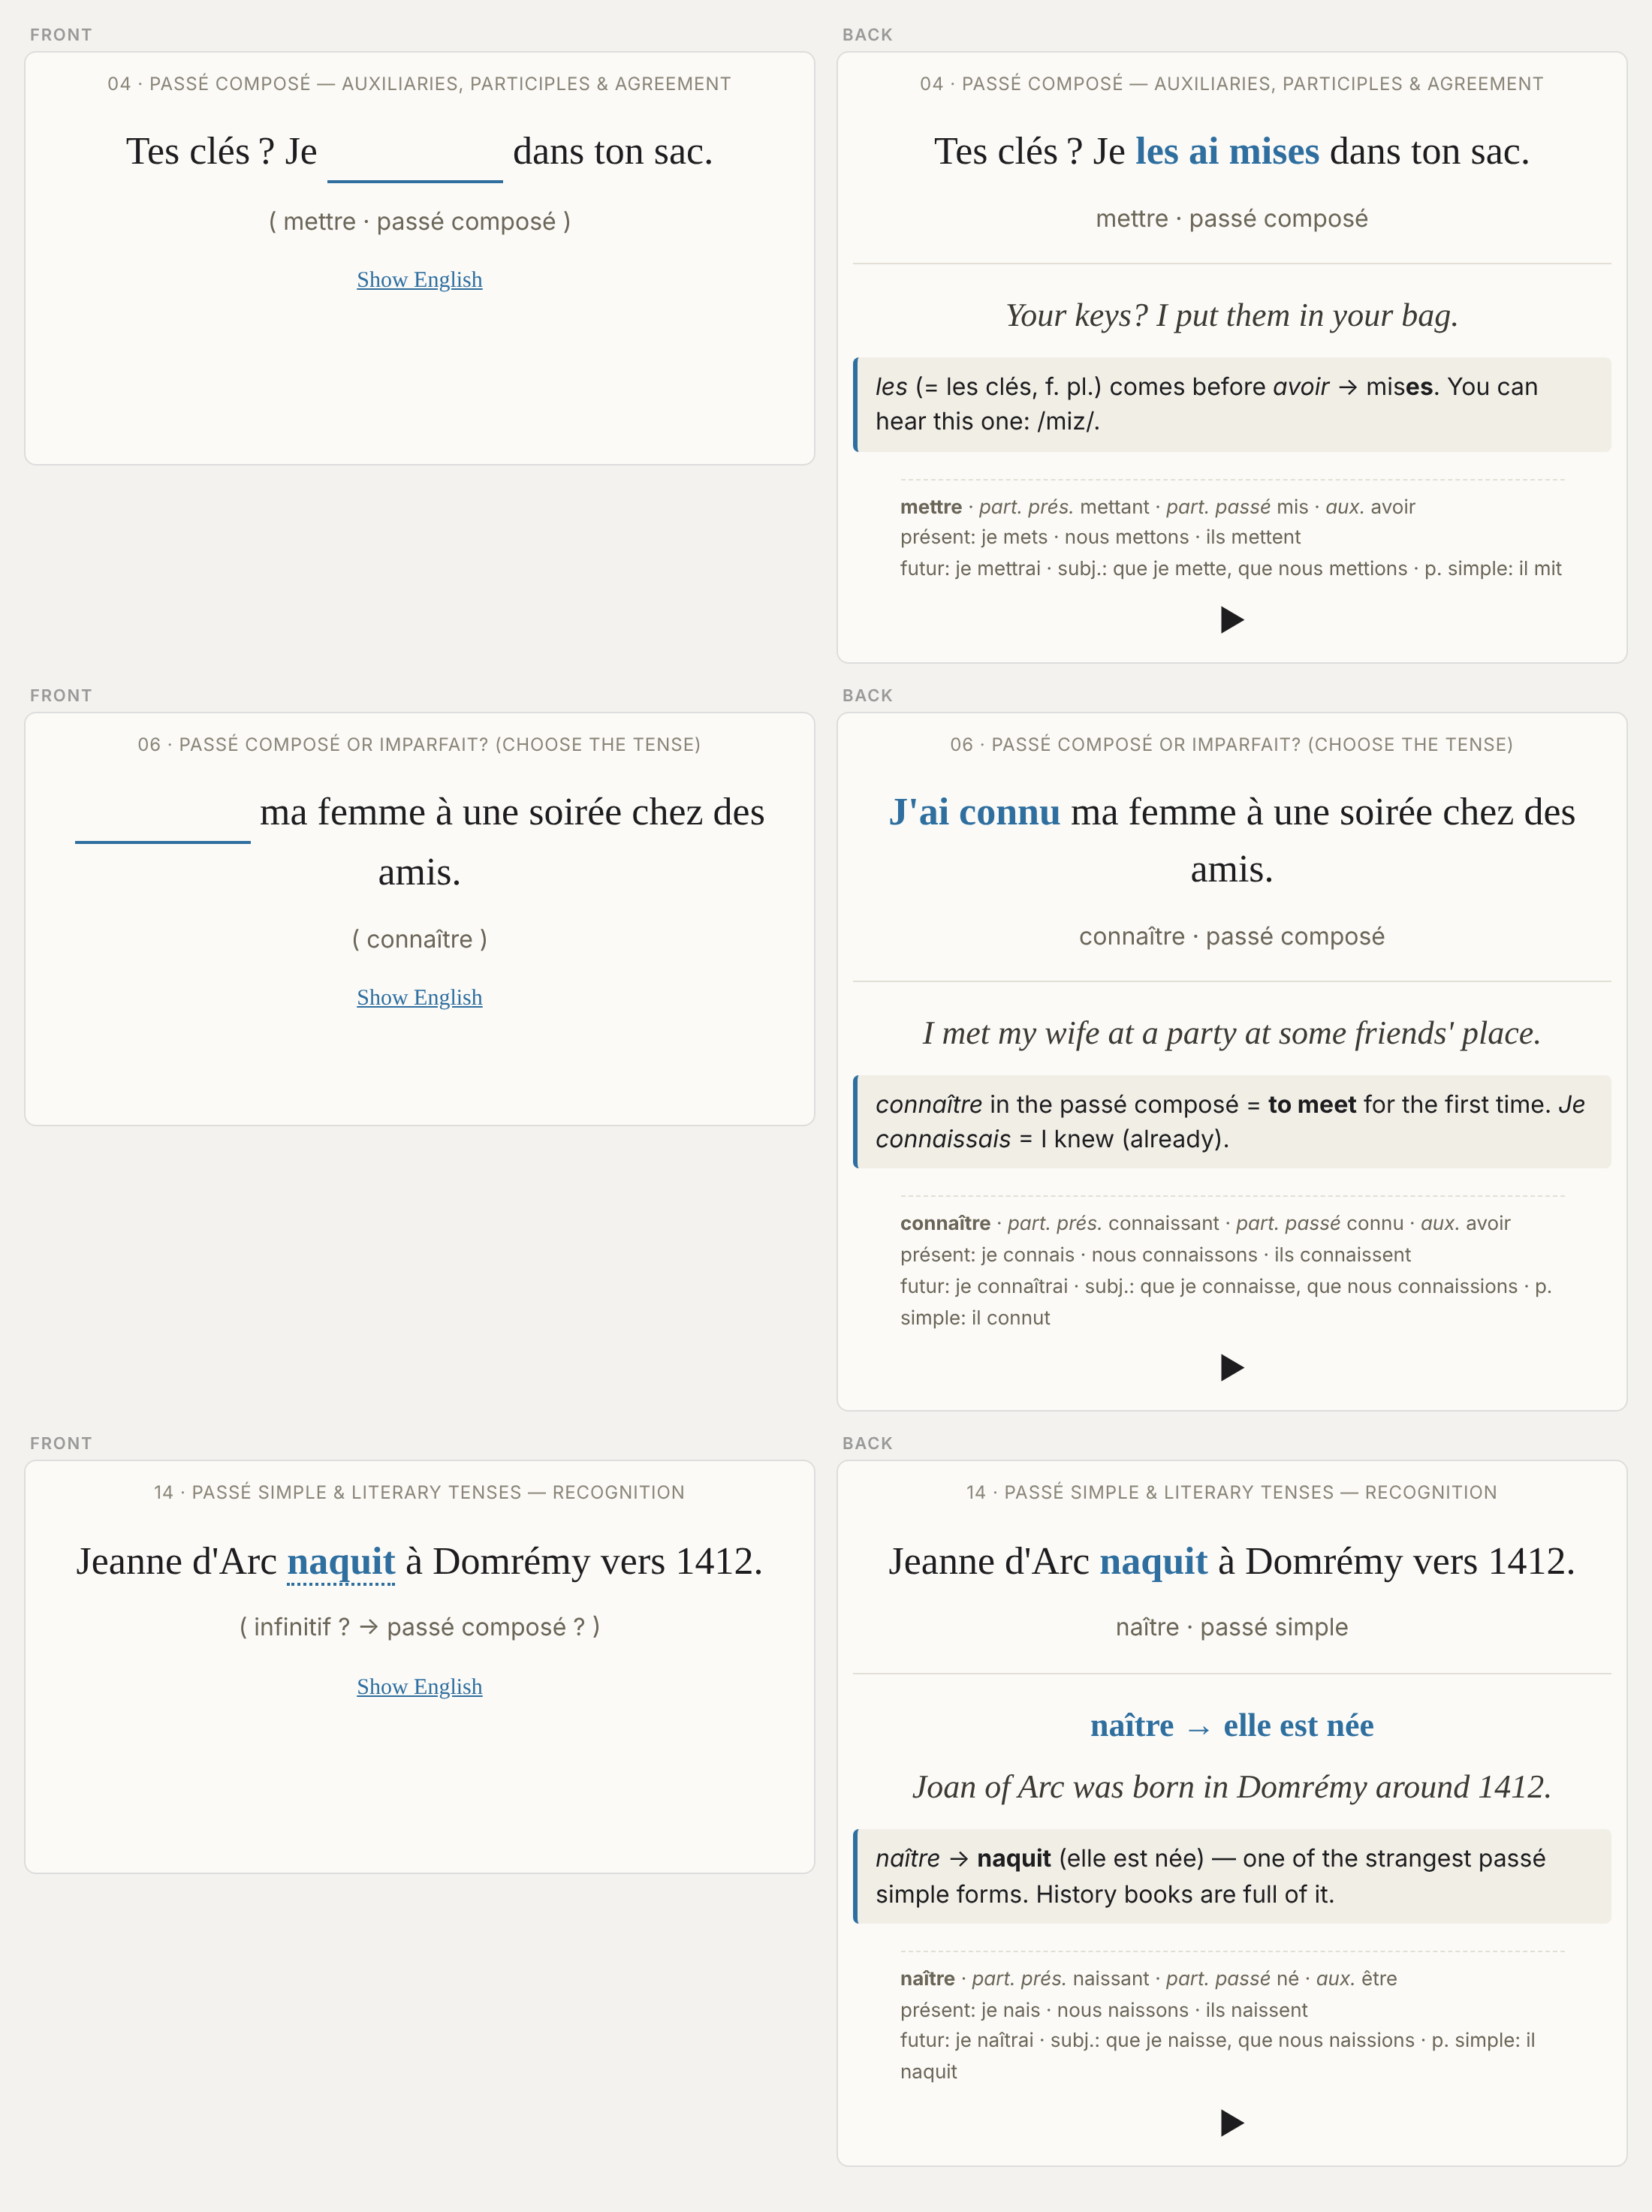 FRONT
04 · PASSÉ COMPOSÉ — AUXILIARIES, PARTICIPLES & AGREEMENT
Tes clés ? Je ________ dans ton sac.
( mettre · passé composé )
Show English
BACK
04 · PASSÉ COMPOSÉ — AUXILIARIES, PARTICIPLES & AGREEMENT
Tes clés ? Je les ai mises dans ton sac.
mettre · passé composé
Your keys? I put them in your bag.
les (= les clés, f. pl.) comes before avoir → mises. You can
hear this one: /miz/.
mettre · part. prés. mettant · part. passé mis · aux. avoir
présent: je mets · nous mettons · ils mettent
futur: je mettrai · subj.: que je mette, que nous mettions · p. simple: il mit
FRONT
06 · PASSÉ COMPOSÉ OR IMPARFAIT? (CHOOSE THE TENSE)
________ ma femme à une soirée chez des
amis.
( connaître )
Show English
BACK
06 · PASSÉ COMPOSÉ OR IMPARFAIT? (CHOOSE THE TENSE)
J'ai connu ma femme à une soirée chez des
amis.
connaître · passé composé
I met my wife at a party at some friends' place.
connaître in the passé composé = to meet for the first time. Je
connaissais = I knew (already).
connaître · part. prés. connaissant · part. passé connu · aux. avoir
présent: je connais · nous connaissons · ils connaissent
futur: je connaîtrai · subj.: que je connaisse, que nous connaissions · p.
simple: il connut
FRONT
14 · PASSÉ SIMPLE & LITERARY TENSES — RECOGNITION
Jeanne d'Arc naquit à Domrémy vers 1412.
( infinitif ? → passé composé ? )
Show English
BACK
14 · PASSÉ SIMPLE & LITERARY TENSES — RECOGNITION
Jeanne d'Arc naquit à Domrémy vers 1412.
naître · passé simple
naître → elle est née
Joan of Arc was born in Domrémy around 1412.
naître → naquit (elle est née) — one of the strangest passé
simple forms. History books are full of it.
naître · part. prés. naissant · part. passé né · aux. être
présent: je nais · nous naissons · ils naissent
futur: je naîtrai · subj.: que je naisse, que nous naissions · p. simple: il
naquit